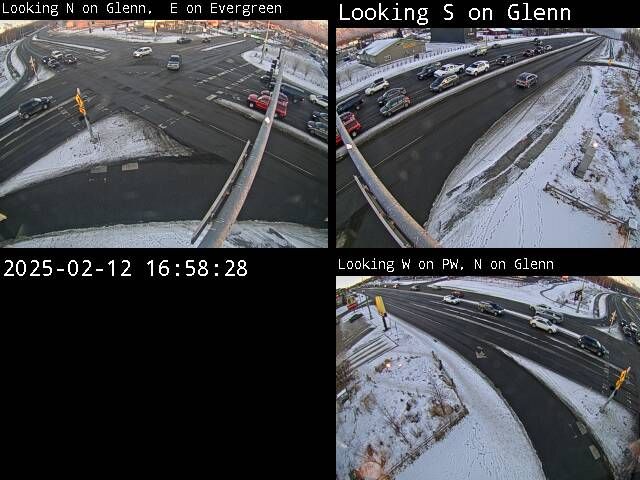 Looking N on Glenn,  E on Evergreen
Looking S on Glenn
2025-02-12 16:58:28
Looking W on PW, N on Glenn